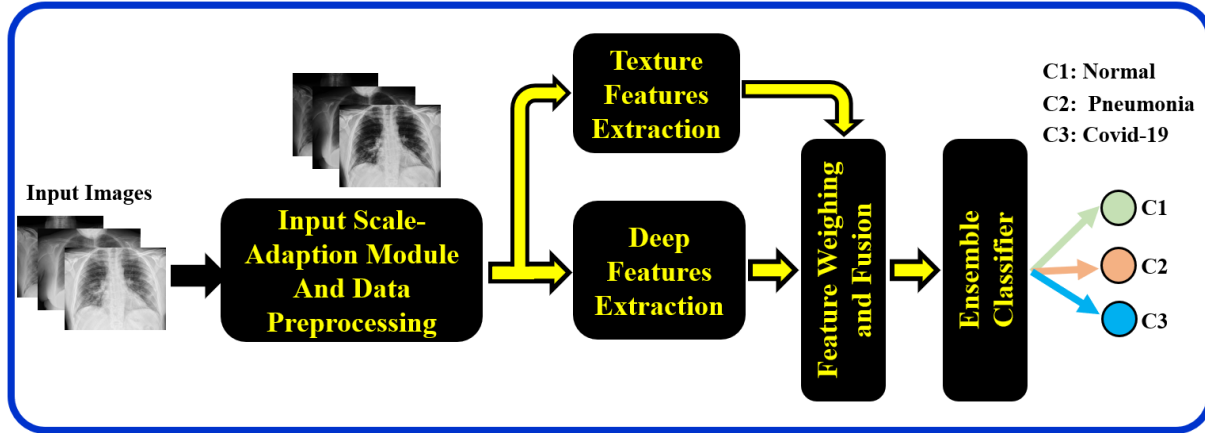 Input Images
Input Scale-
Adaption Module
And Data
Preprocessing
Texture
Features
Extraction
Deep
Features
Extraction
Feature Weighing
and Fusion
Ensemble
Classifier
C1: Normal
C2: Pneumonia
C3: Covid-19
C1
C2
C3